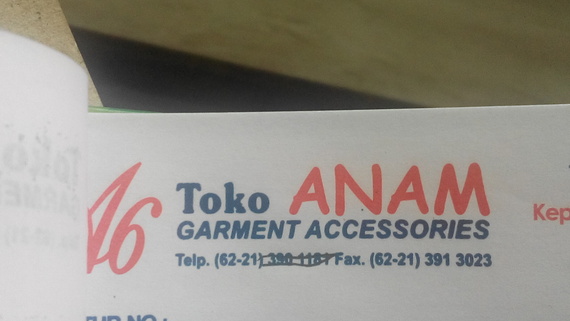 Toko ANAM
GARMENT ACCESSORIES
Telp. (62-21) Fax. (62-21) 391 3023
Kep